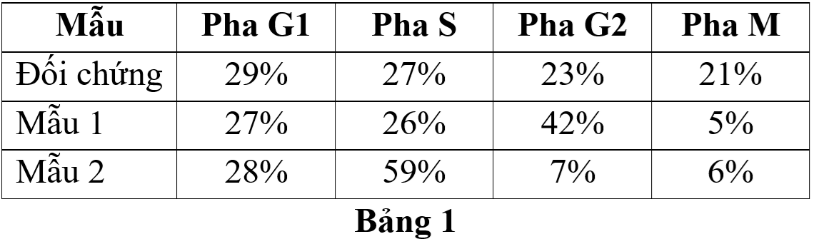 Mẫu Pha G1 Pha S Pha G2 Pha M
Đối chứng 29% 27% 23% 21%
Mẫu 1 27% 26% 42% 5%
Mẫu 2 28% 59% 7% 6%
Bảng 1